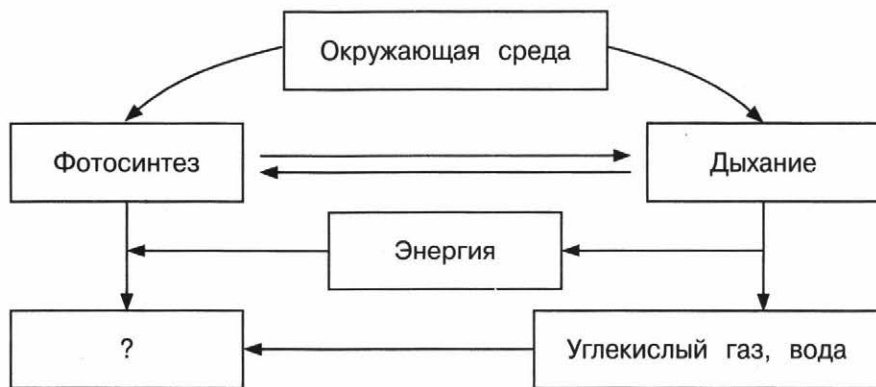 Окружающая среда
Фотосинтез
Дыхание
Энергия
?
Углекислый газ, вода